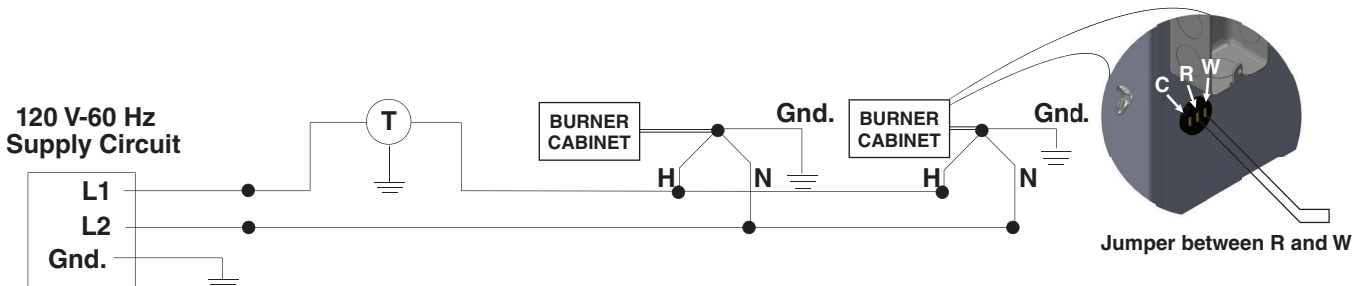 120 V-60 Hz
Supply Circuit
L1
L2
Gnd.
T
BURNER
CABINET
Gnd.
H
N
BURNER
CABINET
Gnd.
H
N
C
R
W
Jumper between R and W